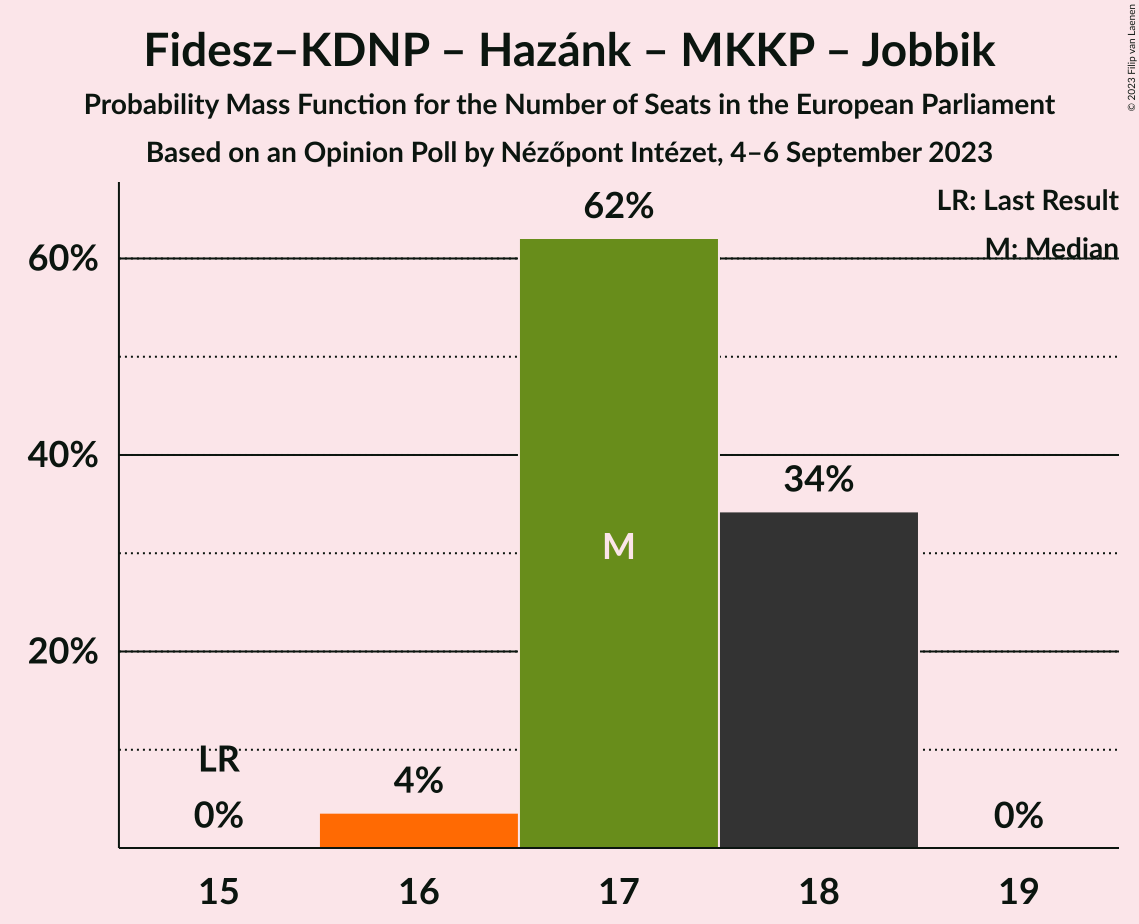 Fidesz–KDNP – Hazánk – MKKP – Jobbik
Probability Mass Function for the Number of Seats in the European Parliament
Based on an Opinion Poll by Nézőpont Intézet, 4–6 September 2023
© 2023 Filip van Laenen
LR: Last Result
M: Median
62%
60%
40%
34%
M
20%
LR
4%
0%
0%
15 16 17 18 19